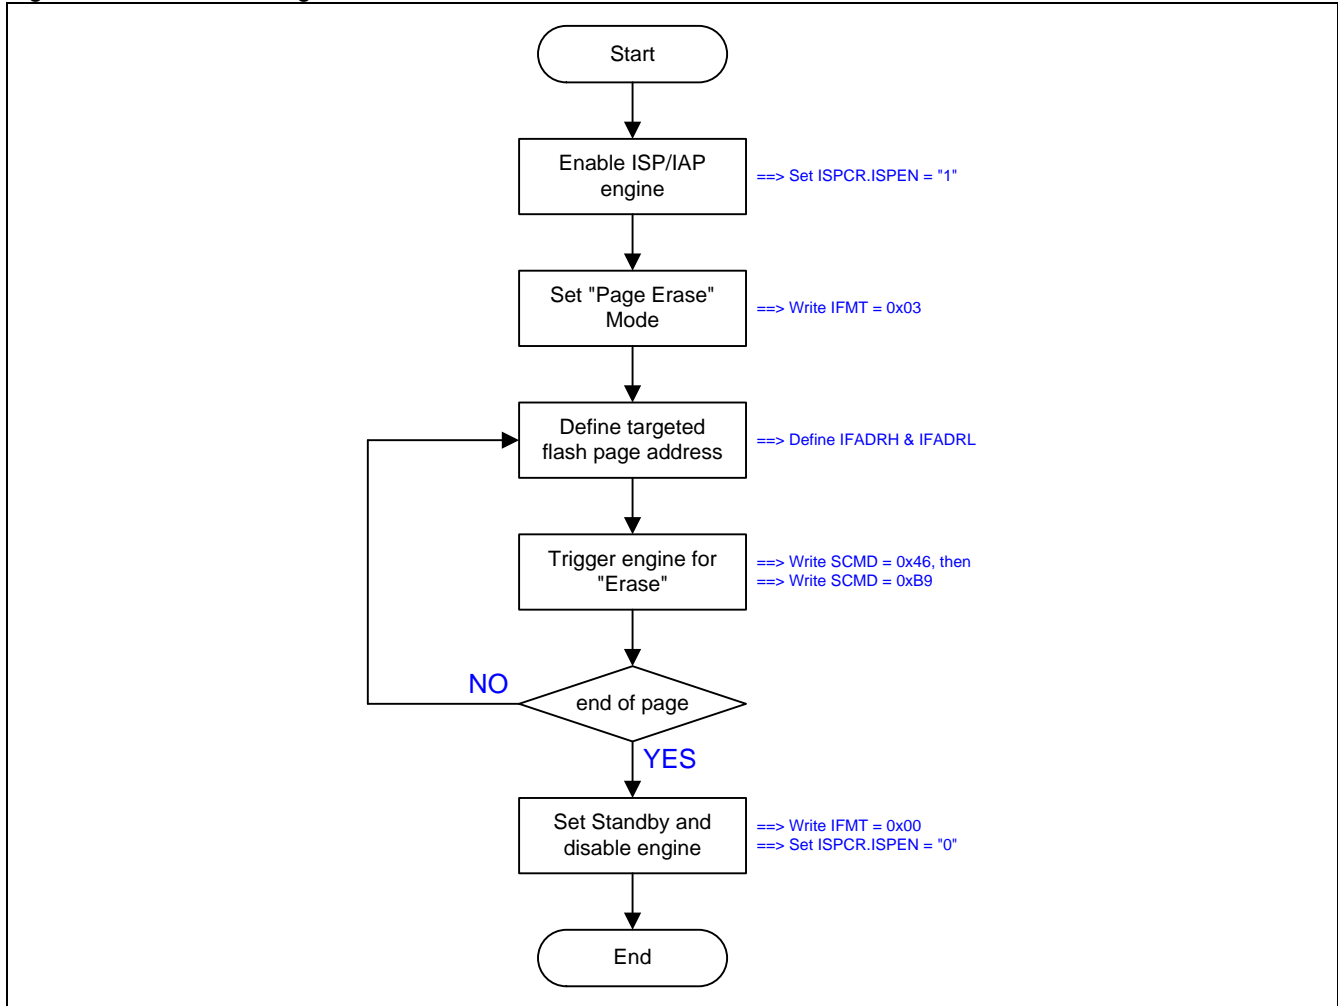 Start
Enable ISP/IAP
engine
==> Set ISPCR.ISPEN = "1"
Set "Page Erase"
Mode
==> Write IFMT = 0x03
Define targeted
flash page address
==> Define IFADRH & IFADRL
Trigger engine for
"Erase"
==> Write SCMD = 0x46, then
==> Write SCMD = 0xB9
NO
end of page
YES
Set Standby and
disable engine
==> Write IFMT = 0x00
==> Set ISPCR.ISPEN = "0"
End